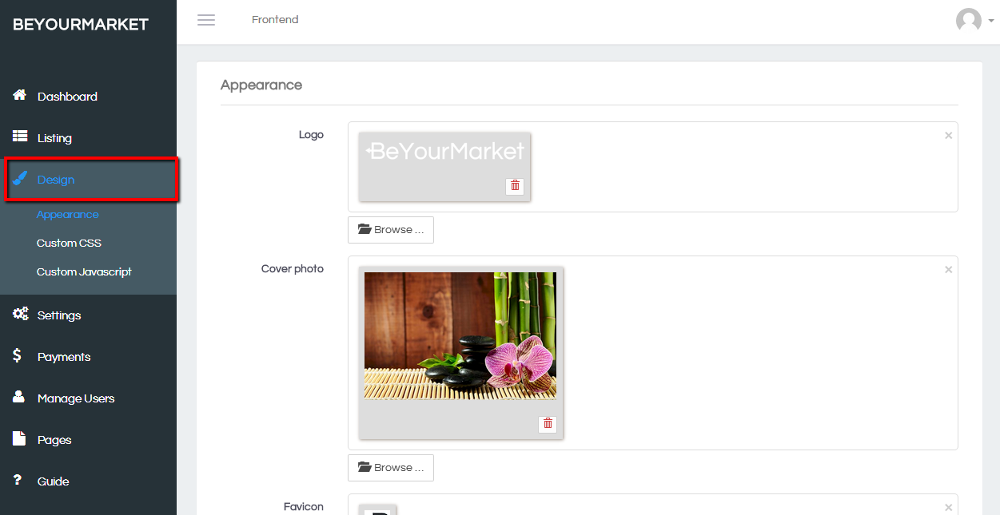 BEYOURMARKET
Frontend
Dashboard
Listing
Design
Appearance
Custom CSS
Custom Javascript
Settings
Payments
Manage Users
Pages
Guide
Appearance
Logo
BeYourMarket
Browse ...
Cover photo
Browse ...
Favicon